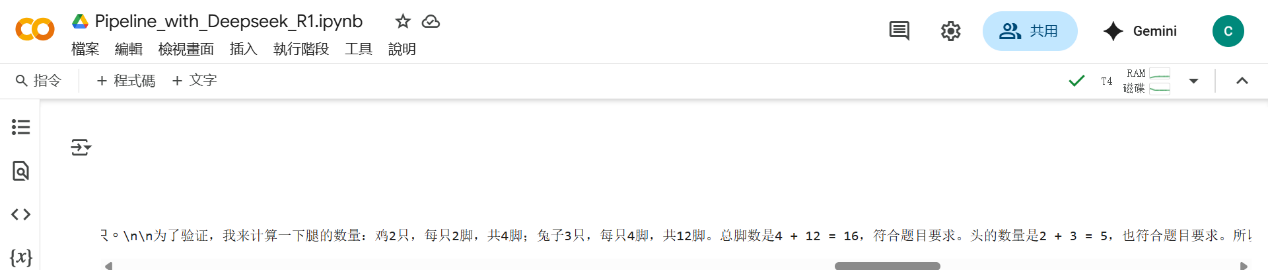 Pipeline_with_Deepseek_R1.ipynb
檔案 編輯 檢視畫面 插入 執行階段 工具 說明
共用
Gemini
C
指令 + 程式碼 + 文字
T4
RAM
磁碟
{x}
只。\n\n为了验证，我来计算一下腿的数量：鸡2只，每只2脚，共4脚；兔子3只，每只4脚，共12脚。总脚数是4 + 12 = 16，符合题目要求。头的数量是2 + 3 = 5，也符合题目要求。所